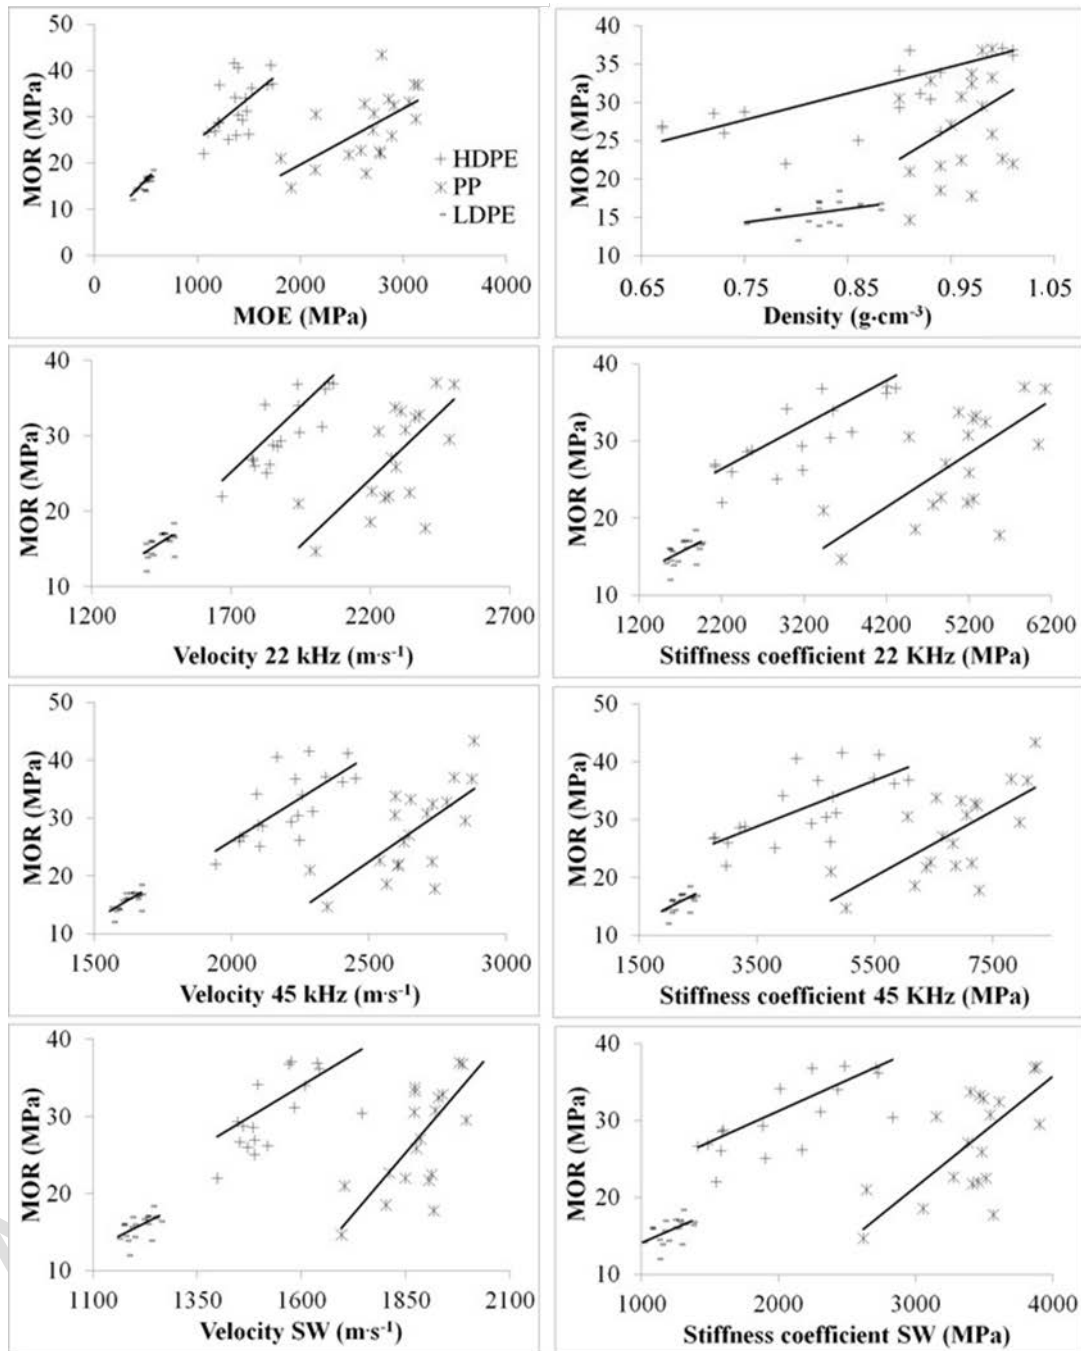 50
40
30
20
10
0
MOR (MPa)
HDPE
PP
LDPE
0 1000 2000 3000 4000
MOE (MPa)
40
35
30
25
20
15
10
MOR (MPa)
0.65 0.75 0.85 0.95 1.05
Density (g·cm-3)
40
30
20
10
MOR (MPa)
1200 1700 2200 2700
Velocity 22 kHz (m·s-1)
40
30
20
10
MOR (MPa)
1200 2200 3200 4200 5200 6200
Stiffness coefficient 22 KHz (MPa)
50
40
30
20
10
MOR (MPa)
1500 2000 2500 3000
Velocity 45 kHz (m·s-1)
50
40
30
20
10
MOR (MPa)
1500 3500 5500 7500
Stiffness coefficient 45 KHz (MPa)
40
30
20
10
MOR (MPa)
1100 1350 1600 1850 2100
Velocity SW (m·s-1)
40
30
20
10
MOR (MPa)
1000 2000 3000 4000
Stiffness coefficient SW (MPa)